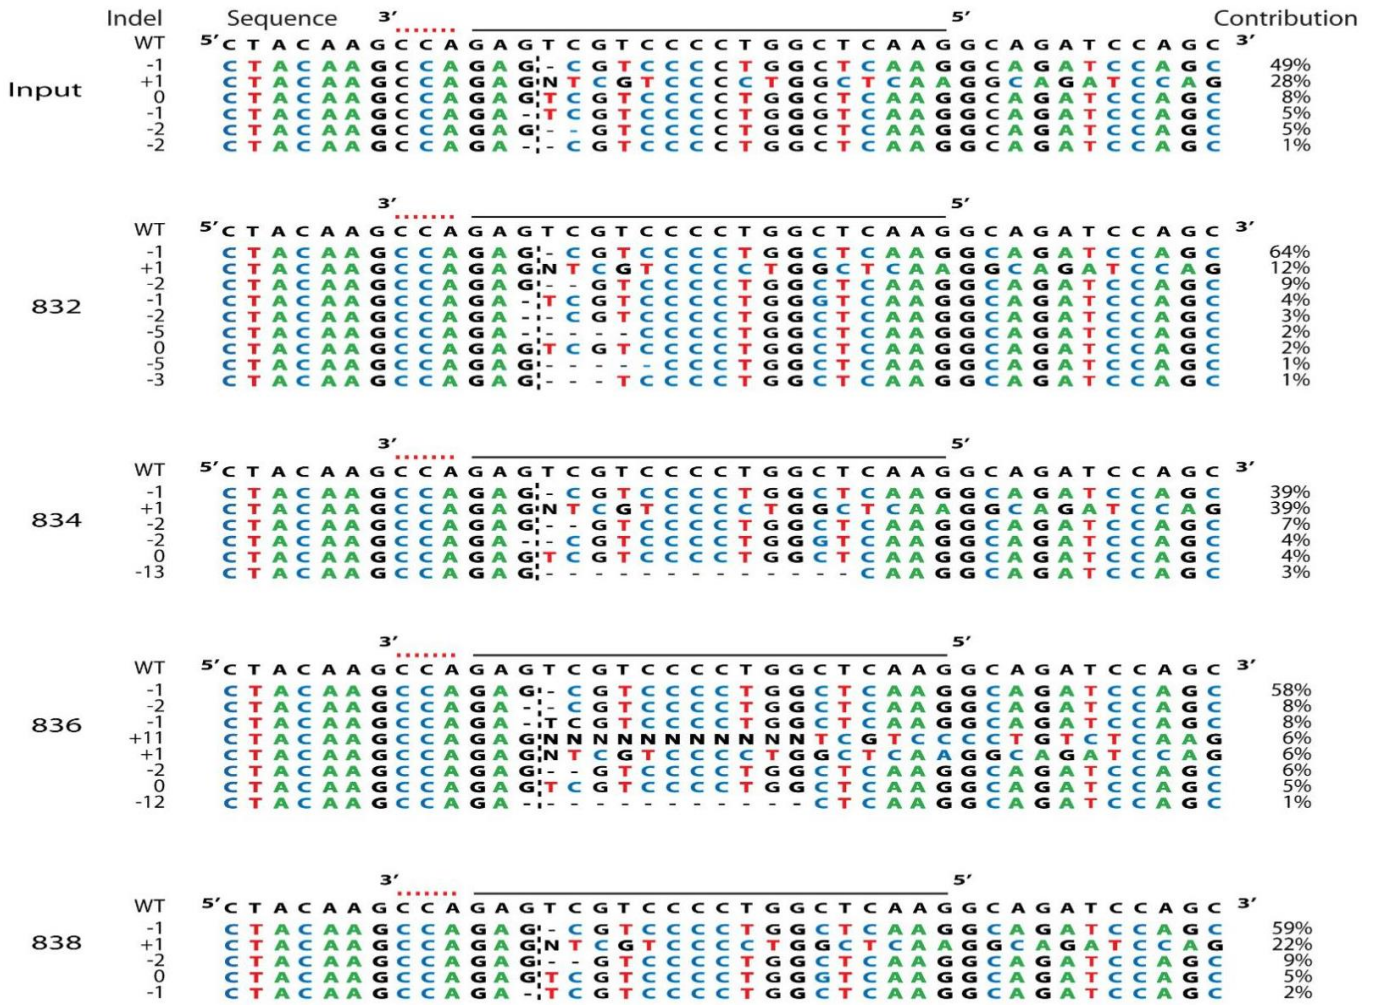 Indel Sequence 3′ 5′ Contribution
WT 5′ C T A C A A G C C A G A G T C G T C C C C T G G C T C A A G G C A G A T C C A G C 3′
Input
-1 C T A C A A G C C A G A G - C G T C C C C T G G C T C A A G G C A G A T C C A G C 49%
+1 C T A C A A G C C A G A G N T C G T C C C C T G G C T C A A G G C A G A T C C A G 28%
0 C T A C A A G C C A G A G T C G T C C C C T G G C T C A A G G C A G A T C C A G C 8%
-1 C T A C A A G C C A G A - T C G T C C C C T G G G T C A A G G C A G A T C C A G C 5%
-2 C T A C A A G C C A G A G - - G T C C C C T G G C T C A A G G C A G A T C C A G C 5%
-2 C T A C A A G C C A G A - - C G T C C C C T G G C T C A A G G C A G A T C C A G C 1%
3′ 5′
WT 5′ C T A C A A G C C A G A G T C G T C C C C T G G C T C A A G G C A G A T C C A G C 3′
832
-1 C T A C A A G C C A G A G - C G T C C C C T G G C T C A A G G C A G A T C C A G C 64%
+1 C T A C A A G C C A G A G N T C G T C C C C T G G C T C A A G G C A G A T C C A G 12%
-2 C T A C A A G C C A G A G - - G T C C C C T G G C T C A A G G C A G A T C C A G C 9%
-1 C T A C A A G C C A G A - T C G T C C C C T G G G T C A A G G C A G A T C C A G C 4%
-2 C T A C A A G C C A G A - - C G T C C C C T G G C T C A A G G C A G A T C C A G C 3%
-5 C T A C A A G C C A G A - - - - - C C C C T G G C T C A A G G C A G A T C C A G C 2%
0 C T A C A A G C C A G A G T C G T C C C C T G G C T C A A G G C A G A T C C A G C 2%
-5 C T A C A A G C C A G A G - - - - - C C C T G G C T C A A G G C A G A T C C A G C 1%
-3 C T A C A A G C C A G A G - - - T C C C C T G G C T C A A G G C A G A T C C A G C 1%
3′ 5′
WT 5′ C T A C A A G C C A G A G T C G T C C C C T G G C T C A A G G C A G A T C C A G C 3′
834
-1 C T A C A A G C C A G A G - C G T C C C C T G G C T C A A G G C A G A T C C A G C 39%
+1 C T A C A A G C C A G A G N T C G T C C C C T G G C T C A A G G C A G A T C C A G 39%
-2 C T A C A A G C C A G A G - - G T C C C C T G G C T C A A G G C A G A T C C A G C 7%
-2 C T A C A A G C C A G A - - C G T C C C C T G G G T C A A G G C A G A T C C A G C 4%
0 C T A C A A G C C A G A G T C G T C C C C T G G C T C A A G G C A G A T C C A G C 4%
-13 C T A C A A G C C A G A G - - - - - - - - - - - - - C A A G G C A G A T C C A G C 3%
3′ 5′
WT 5′ C T A C A A G C C A G A G T C G T C C C C T G G C T C A A G G C A G A T C C A G C 3′
836
-1 C T A C A A G C C A G A G - C G T C C C C T G G C T C A A G G C A G A T C C A G C 58%
-2 C T A C A A G C C A G A - - C G T C C C C T G G C T C A A G G C A G A T C C A G C 8%
-1 C T A C A A G C C A G A - T C G T C C C C T G G C T C A A G G C A G A T C C A G C 8%
+11 C T A C A A G C C A G A G N N N N N N N N N N N T C G T C C C C T G T C T C A A G 6%
+1 C T A C A A G C C A G A G N T C G T C C C C T G G C T C A A G G C A G A T C C A G 6%
-2 C T A C A A G C C A G A G - - G T C C C C T G G C T C A A G G C A G A T C C A G C 6%
0 C T A C A A G C C A G A G T C G T C C C C T G G C T C A A G G C A G A T C C A G C 5%
-12 C T A C A A G C C A G A - - - - - - - - - - - - C T C A A G G C A G A T C C A G C 1%
3′ 5′
WT 5′ C T A C A A G C C A G A G T C G T C C C C T G G C T C A A G G C A G A T C C A G C 3′
838
-1 C T A C A A G C C A G A G - C G T C C C C T G G C T C A A G G C A G A T C C A G C 59%
+1 C T A C A A G C C A G A G N T C G T C C C C T G G C T C A A G G C A G A T C C A G 22%
-2 C T A C A A G C C A G A G - - G T C C C C T G G C T C A A G G C A G A T C C A G C 9%
0 C T A C A A G C C A G A G T C G T C C C C T G G G T C A A G G C A G A T C C A G C 5%
-1 C T A C A A G C C A G A - T C G T C C C C T G G C T C A A G G C A G A T C C A G C 2%